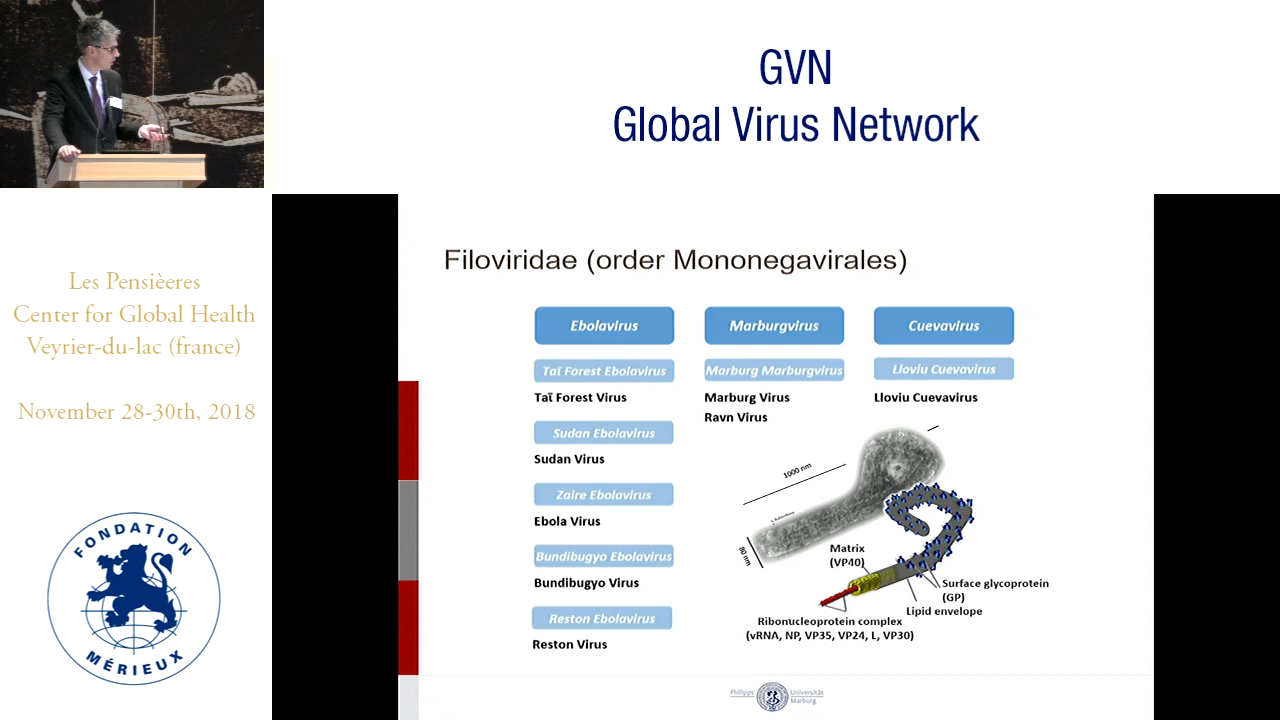 GVN
Global Virus Network
Les Pensièeres
Center for Global Health
Veyrier-du-lac (france)
November 28-30th, 2018
FONDATION
MÉRIEUX
Filoviridae (order Mononegavirales)
Ebolavirus
Marburgvirus
Cuevavirus
Taï Forest Ebolavirus
Marburg Marburgvirus
Lloviu Cuevavirus
Taï Forest Virus
Marburg Virus
Lloviu Cuevavirus
Ravn Virus
Sudan Ebolavirus
Sudan Virus
Zaire Ebolavirus
Ebola Virus
Bundibugyo Ebolavirus
Bundibugyo Virus
Reston Ebolavirus
Reston Virus
1000 nm
80 nm
Matrix
(VP40)
Surface glycoprotein
(GP)
Lipid envelope
Ribonucleoprotein complex
(vRNA, NP, VP35, VP24, L, VP30)
Philipps
Universität
Marburg